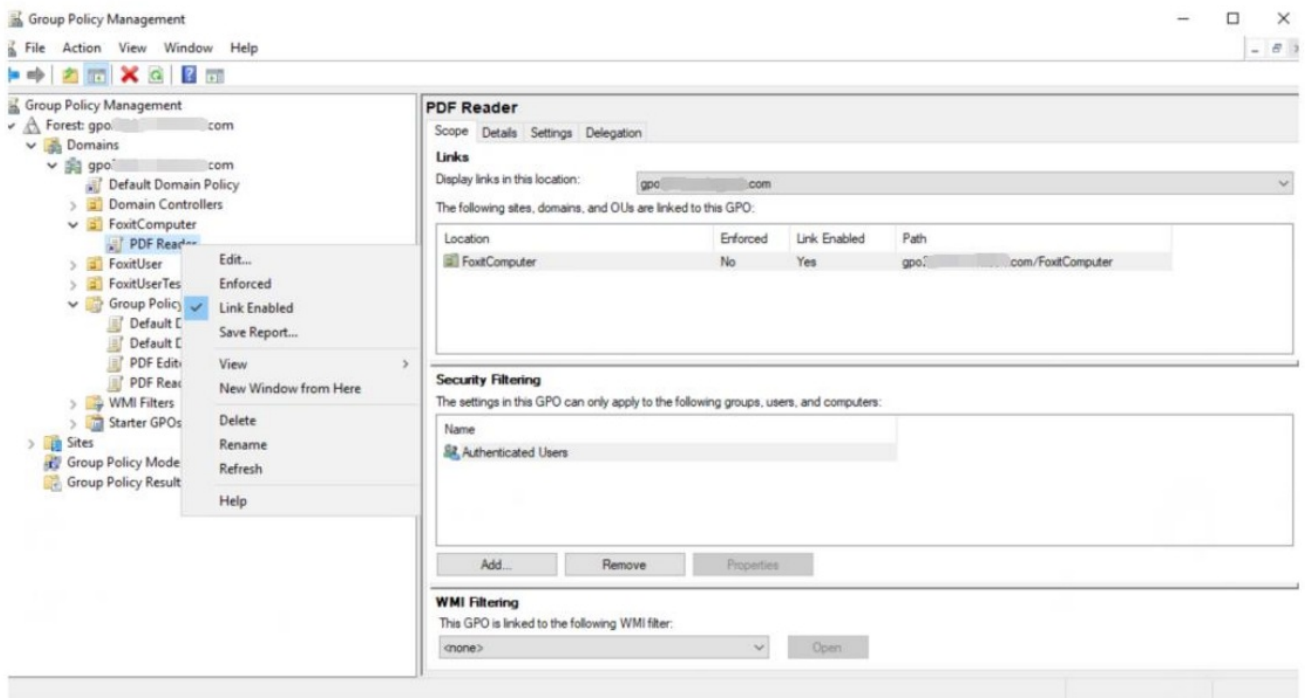 Group Policy Management
File Action View Window Help
Group Policy Management
Forest: gpo. com
Domains
gpo. com
Default Domain Policy
Domain Controllers
FoxitComputer
PDF Reader
FoxitUser
FoxitUserTes
Group Policy
Default D
Default D
PDF Edit
PDF Read
WMI Filters
Starter GPOs
Sites
Group Policy Mode
Group Policy Result
Edit...
Enforced
Link Enabled
Save Report...
View
New Window from Here
Delete
Rename
Refresh
Help
PDF Reader
Scope Details Settings Delegation
Links
Display links in this location: gpo .com
The following sites, domains, and OUs are linked to this GPO:
Location Enforced Link Enabled Path
FoxitComputer No Yes gpo. com/FoxitComputer
Security Filtering
The settings in this GPO can only apply to the following groups, users, and computers:
Name
Authenticated Users
Add... Remove Properties
WMI Filtering
This GPO is linked to the following WMI filter:
<none> Open